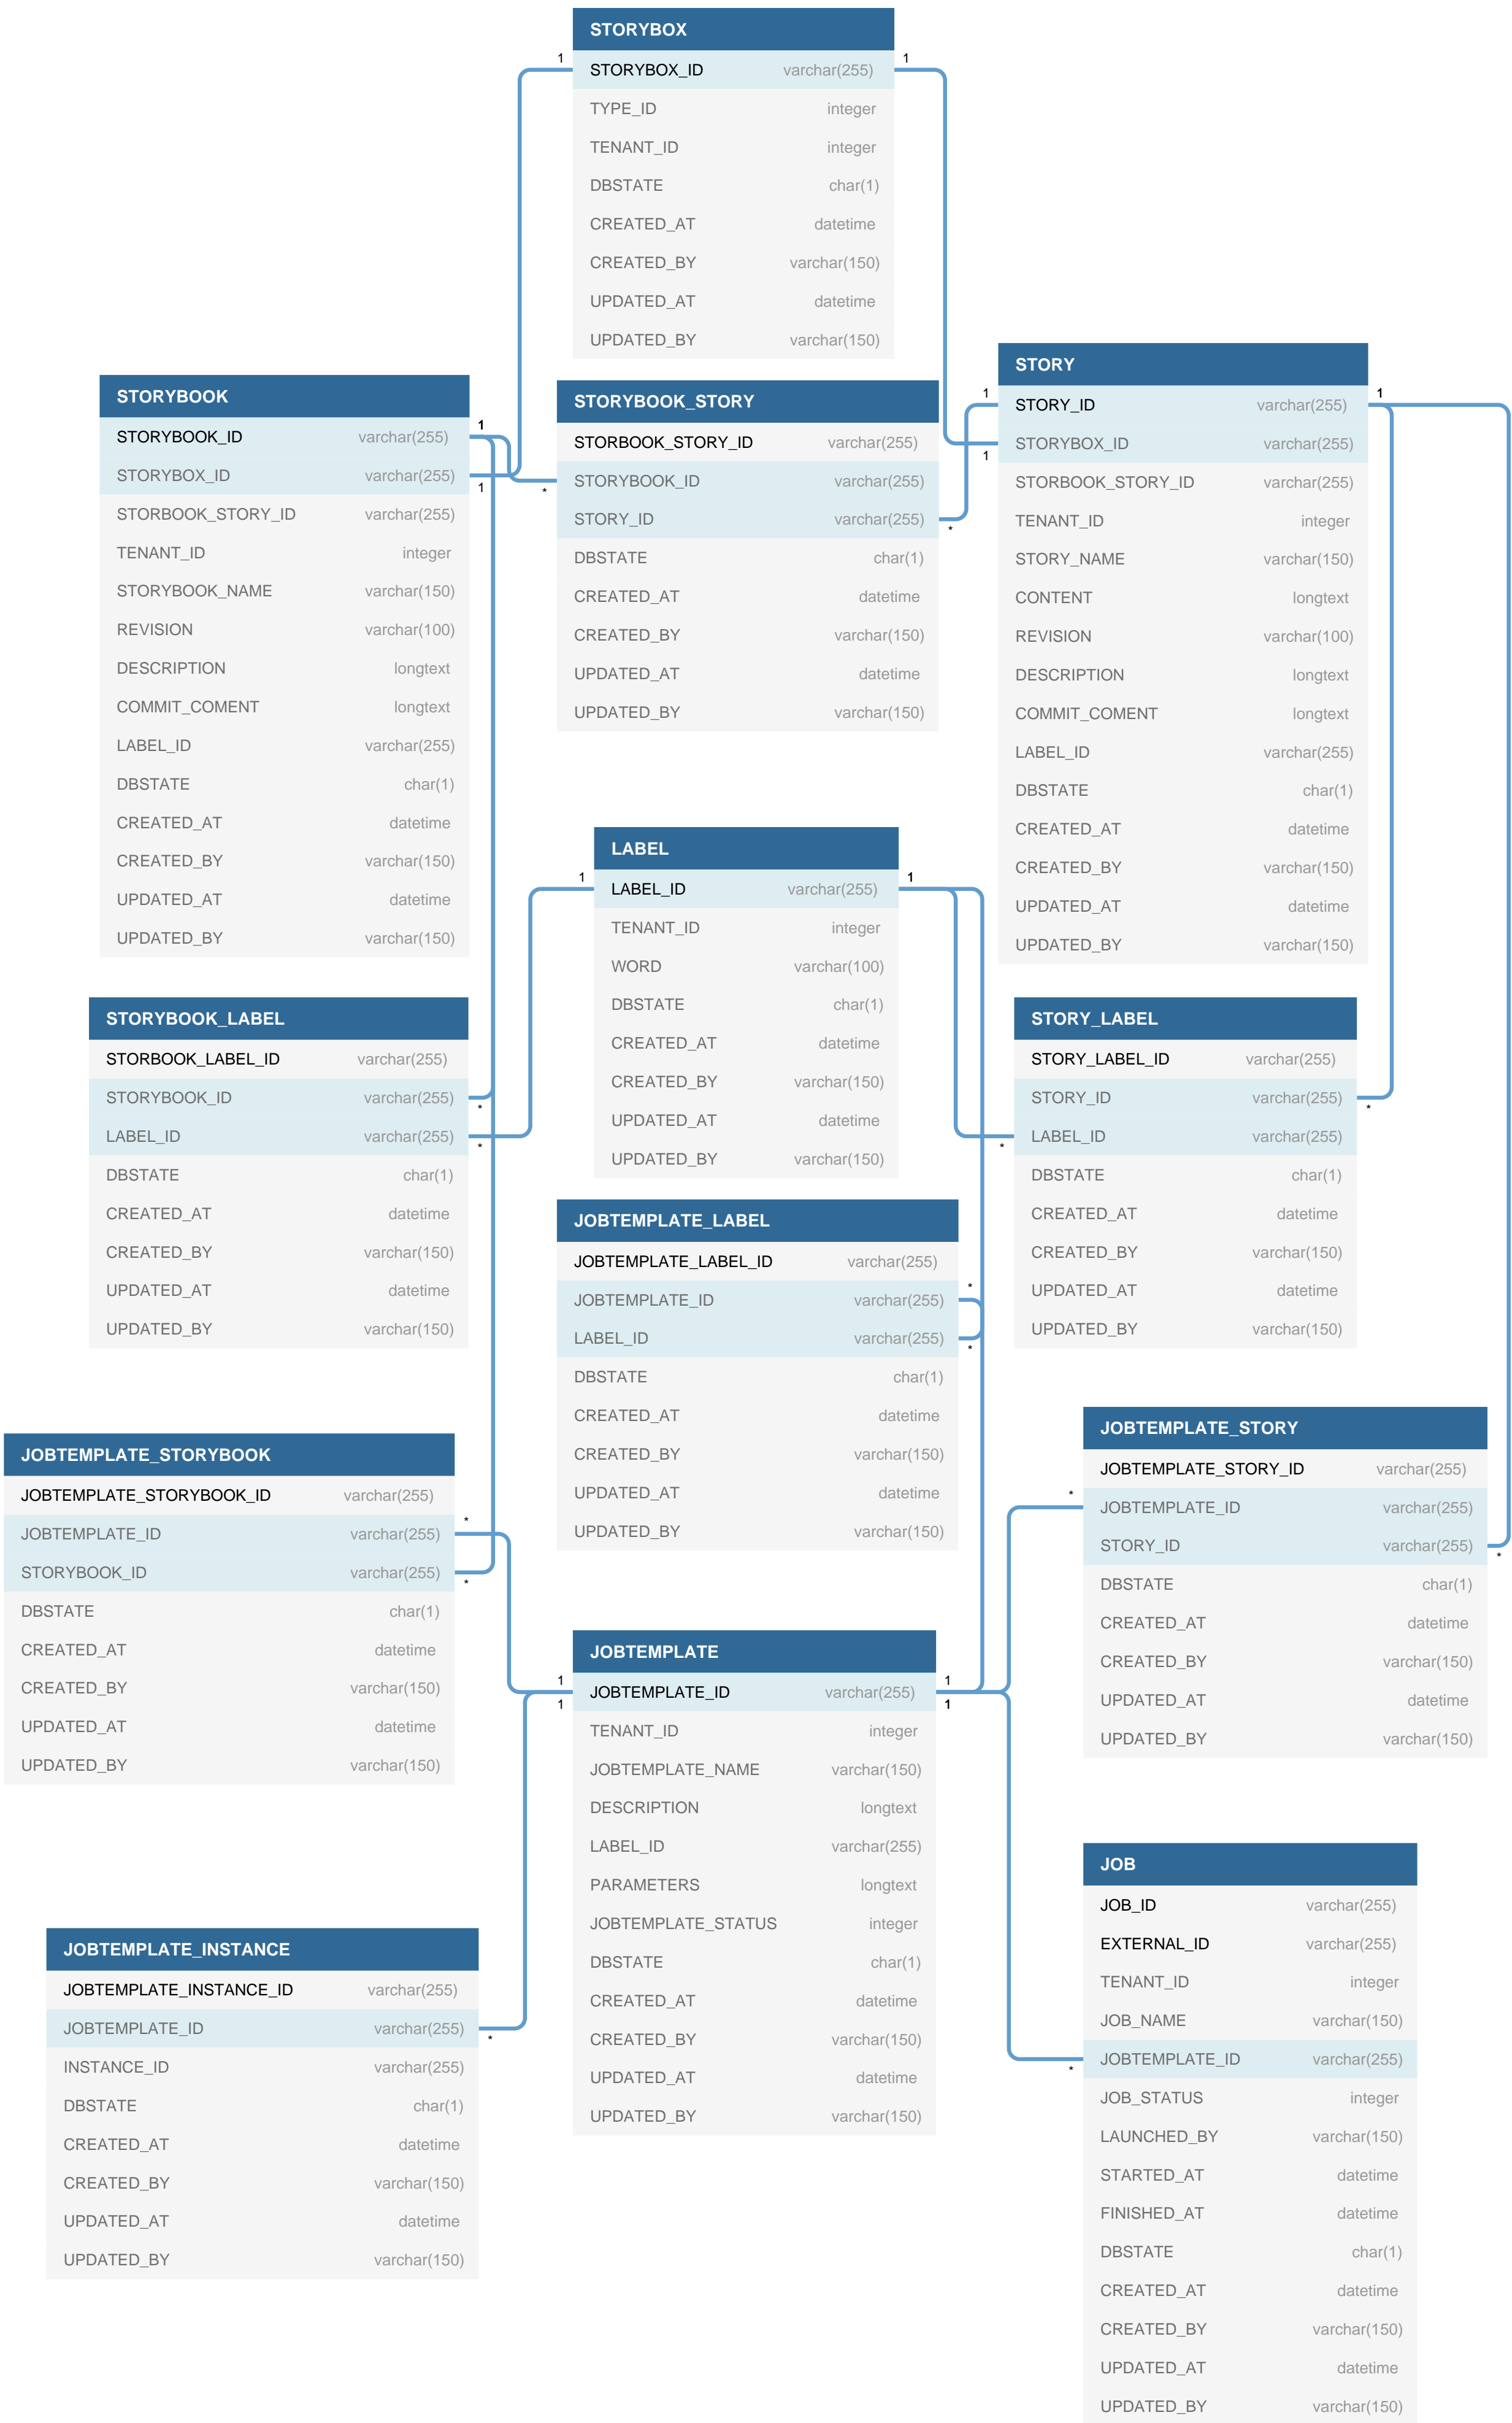 STORYBOX
1 STORYBOX_ID varchar(255) 1
TYPE_ID integer
TENANT_ID integer
DBSTATE char(1)
CREATED_AT datetime
CREATED_BY varchar(150)
UPDATED_AT datetime
UPDATED_BY varchar(150)
STORYBOOK
STORYBOOK_ID varchar(255) 1
STORYBOX_ID varchar(255) 1
STORBOOK_STORY_ID varchar(255)
TENANT_ID integer
STORYBOOK_NAME varchar(150)
REVISION varchar(100)
DESCRIPTION longtext
COMMIT_COMENT longtext
LABEL_ID varchar(255)
DBSTATE char(1)
CREATED_AT datetime
CREATED_BY varchar(150)
UPDATED_AT datetime
UPDATED_BY varchar(150)
STORYBOOK_STORY
STORBOOK_STORY_ID varchar(255)
* STORYBOOK_ID varchar(255)
STORY_ID varchar(255) *
DBSTATE char(1)
CREATED_AT datetime
CREATED_BY varchar(150)
UPDATED_AT datetime
UPDATED_BY varchar(150)
STORY
1 STORY_ID varchar(255) 1
1 STORYBOX_ID varchar(255)
STORBOOK_STORY_ID varchar(255)
TENANT_ID integer
STORY_NAME varchar(150)
CONTENT longtext
REVISION varchar(100)
DESCRIPTION longtext
COMMIT_COMENT longtext
LABEL_ID varchar(255)
DBSTATE char(1)
CREATED_AT datetime
CREATED_BY varchar(150)
UPDATED_AT datetime
UPDATED_BY varchar(150)
LABEL
1 LABEL_ID varchar(255) 1
TENANT_ID integer
WORD varchar(100)
DBSTATE char(1)
CREATED_AT datetime
CREATED_BY varchar(150)
UPDATED_AT datetime
UPDATED_BY varchar(150)
STORYBOOK_LABEL
STORBOOK_LABEL_ID varchar(255)
STORYBOOK_ID varchar(255) *
LABEL_ID varchar(255) *
DBSTATE char(1)
CREATED_AT datetime
CREATED_BY varchar(150)
UPDATED_AT datetime
UPDATED_BY varchar(150)
STORY_LABEL
STORY_LABEL_ID varchar(255)
STORY_ID varchar(255) *
* LABEL_ID varchar(255)
DBSTATE char(1)
CREATED_AT datetime
CREATED_BY varchar(150)
UPDATED_AT datetime
UPDATED_BY varchar(150)
JOBTEMPLATE_LABEL
JOBTEMPLATE_LABEL_ID varchar(255)
JOBTEMPLATE_ID varchar(255) *
LABEL_ID varchar(255) *
DBSTATE char(1)
CREATED_AT datetime
CREATED_BY varchar(150)
UPDATED_AT datetime
UPDATED_BY varchar(150)
JOBTEMPLATE_STORYBOOK
JOBTEMPLATE_STORYBOOK_ID varchar(255)
JOBTEMPLATE_ID varchar(255) *
STORYBOOK_ID varchar(255) *
DBSTATE char(1)
CREATED_AT datetime
CREATED_BY varchar(150)
UPDATED_AT datetime
UPDATED_BY varchar(150)
JOBTEMPLATE_STORY
JOBTEMPLATE_STORY_ID varchar(255)
* JOBTEMPLATE_ID varchar(255)
STORY_ID varchar(255) *
DBSTATE char(1)
CREATED_AT datetime
CREATED_BY varchar(150)
UPDATED_AT datetime
UPDATED_BY varchar(150)
JOBTEMPLATE
1 1 JOBTEMPLATE_ID varchar(255) 1 1
TENANT_ID integer
JOBTEMPLATE_NAME varchar(150)
DESCRIPTION longtext
LABEL_ID varchar(255)
PARAMETERS longtext
JOBTEMPLATE_STATUS integer
DBSTATE char(1)
CREATED_AT datetime
CREATED_BY varchar(150)
UPDATED_AT datetime
UPDATED_BY varchar(150)
JOBTEMPLATE_INSTANCE
JOBTEMPLATE_INSTANCE_ID varchar(255)
JOBTEMPLATE_ID varchar(255) *
INSTANCE_ID varchar(255)
DBSTATE char(1)
CREATED_AT datetime
CREATED_BY varchar(150)
UPDATED_AT datetime
UPDATED_BY varchar(150)
JOB
JOB_ID varchar(255)
EXTERNAL_ID varchar(255)
TENANT_ID integer
JOB_NAME varchar(150)
* JOBTEMPLATE_ID varchar(255)
JOB_STATUS integer
LAUNCHED_BY varchar(150)
STARTED_AT datetime
FINISHED_AT datetime
DBSTATE char(1)
CREATED_AT datetime
CREATED_BY varchar(150)
UPDATED_AT datetime
UPDATED_BY varchar(150)